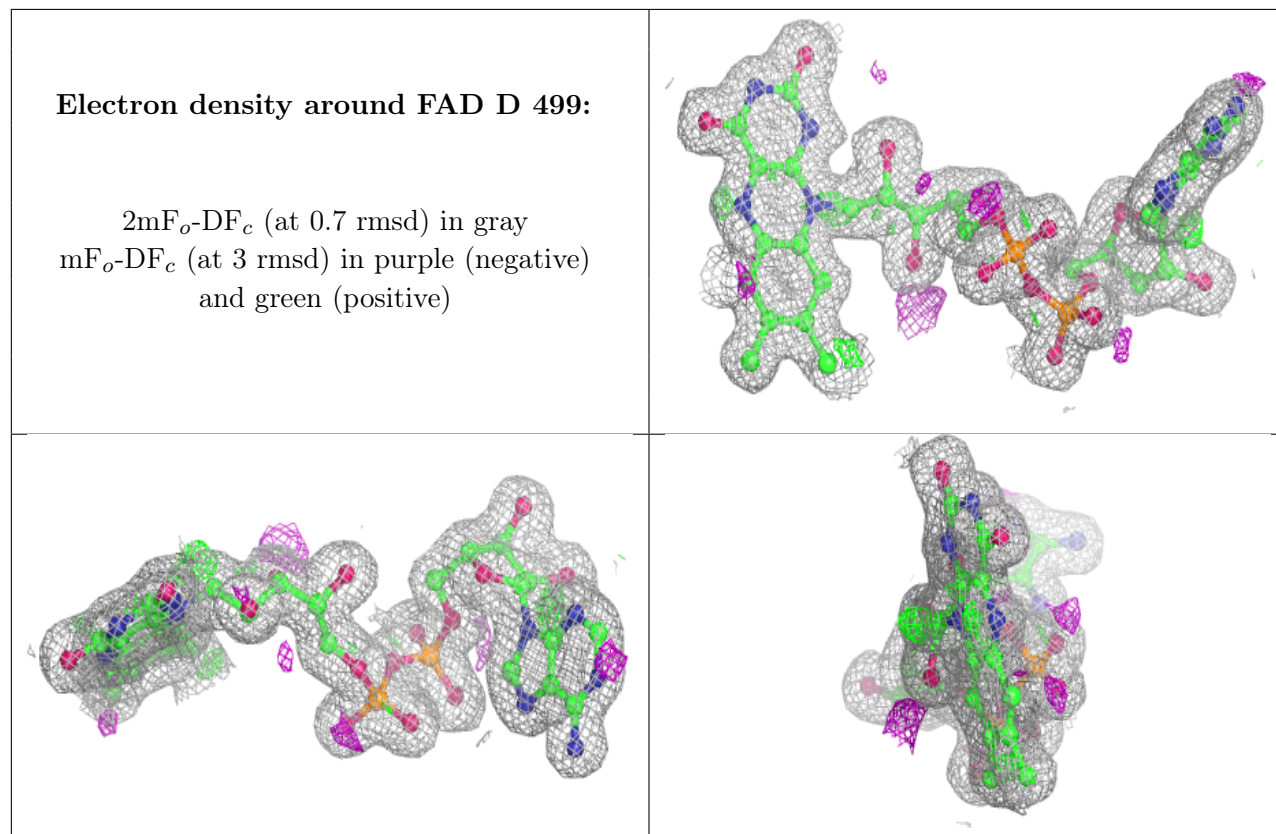 Electron density around FAD D 499:
2mFₒ-DF𝑐 (at 0.7 rmsd) in gray
mFₒ-DF𝑐 (at 3 rmsd) in purple (negative)
and green (positive)